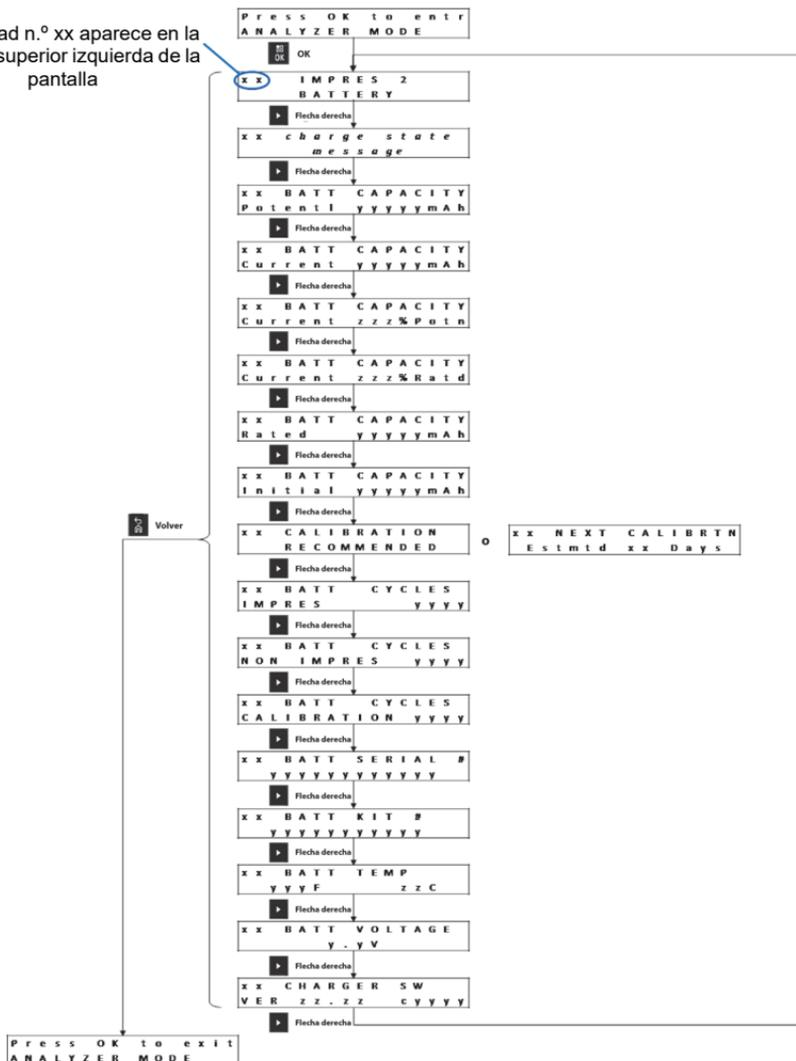 Press OK to entr
ANALYZER MODE
OK
OK
ad n.º xx aparece en la
superior izquierda de la
pantalla
xx IMPRES 2
BATTERY
Flecha derecha
xx charge state
message
Flecha derecha
xx BATT CAPACITY
Potentl yyyyymAh
Flecha derecha
xx BATT CAPACITY
Current yyyyymAh
Flecha derecha
xx BATT CAPACITY
Current zzz%Potn
Flecha derecha
xx BATT CAPACITY
Current zzz%Ratd
Flecha derecha
xx BATT CAPACITY
Rated yyyyymAh
Flecha derecha
xx BATT CAPACITY
Initial yyyyymAh
Flecha derecha
Volver
xx CALIBRATION
RECOMMENDED
o
xx NEXT CALIBRTN
Estmtd xx Days
Flecha derecha
xx BATT CYCLES
IMPRES yyyy
Flecha derecha
xx BATT CYCLES
NON IMPRES yyyy
Flecha derecha
xx BATT CYCLES
CALIBRATION yyyy
Flecha derecha
xx BATT SERIAL #
yyyyyyyyyyyy
Flecha derecha
xx BATT KIT #
yyyyyyyyyyy
Flecha derecha
xx BATT TEMP
yyyF zzC
Flecha derecha
xx BATT VOLTAGE
y.yV
Flecha derecha
xx CHARGER SW
VER zz.zz cyyyy
Flecha derecha
Press OK to exit
ANALYZER MODE